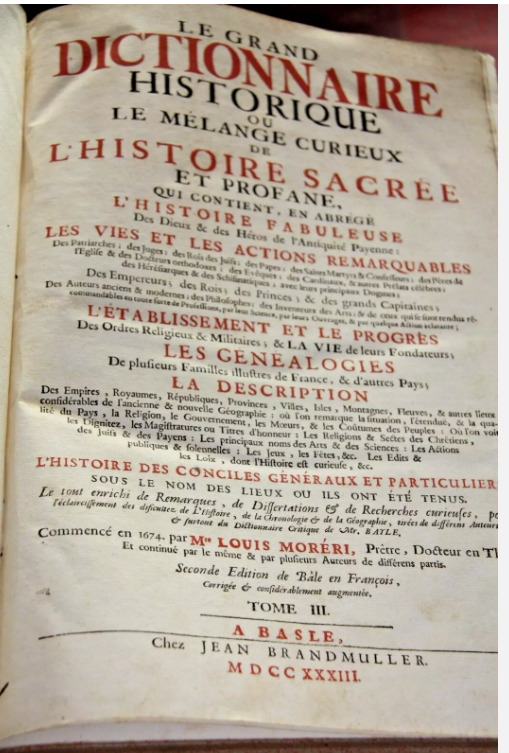 LE GRAND
DICTIONNAIRE
HISTORIQUE
OU
LE MÉLANGE CURIEUX
DE
L'HISTOIRE SACRÉE
ET PROFANE,
QUI CONTIENT, EN ABREGÉ
L'HISTOIRE FABULEUSE
Des Dieux & des Héros de l'Antiquité Payenne:
LES VIES ET LES ACTIONS REMARQUABLES
Des Patriarches; des Juges; des Rois des Juifs; des Papes; des Saints Martyrs & Confesseurs; des Péres de
l'Eglise & des Docteurs orthodoxes; des Evêques; des Cardinaux, & autres Prélats célébres;
des Hérésiarques & des Schismatiques; avec leurs principaux Dogmes;
Des Empereurs; des Rois; des Princes; & des grands Capitaines;
Des Auteurs anciens & modernes; des Philosophes; des Inventeurs des Arts; & de ceux qui se sont rendus ré-
commandables en toute sorte de Professions, par leur Science, par leurs Ouvrages, & par quelque Action éclatante;
L'ÉTABLISSEMENT ET LE PROGRÈS
Des Ordres Religieux & Militaires; & LA VIE de leurs Fondateurs;
LES GENEALOGIES
De plusieurs Familles illustres de France, & d'autres Pays;
LA DESCRIPTION
Des Empires, Royaumes, Républiques, Provinces, Villes, Isles, Montagnes, Fleuves, & autres lieux
considérables de l'ancienne & nouvelle Géographie: où l'on remarque la situation, l'étenduë, & la qua-
lité du Pays, la Religion, le Gouvernement, les Mœurs, & les Coûtumes des Peuples: Où l'on voit
les Dignitez, les Magistratures ou Titres d'honneur: Les Religions & Sectes des Chrétiens,
des Juifs & des Payens: Les principaux noms des Arts & des Sciences: Les Actions
publiques & solennelles: Les Jeux, les Fêtes, &c. Les Edits &
les Loix, dont l'Histoire est curieuse, &c.
L'HISTOIRE DES CONCILES GÉNÉRAUX ET PARTICULIER
SOUS LE NOM DES LIEUX OU ILS ONT ÉTÉ TENUS.
Le tout enrichi de Remarques, de Dissertations & de Recherches curieuses, po
l'éclaircissement des difficultez de l'Histoire, de la Chronologie & de la Géographie, tirées de différens Auteur
& surtout du Dictionnaire Critique de Mr. BAYLE.
Commencé en 1674. par Mre LOUIS MORÉRI, Prêtre, Docteur en Th
Et continué par le même & par plusieurs Auteurs de différens partis.
Seconde Edition de Bâle en François,
Corrigée & considérablement augmentée.
TOME III.
A BASLE,
Chez JEAN BRANDMULLER.
MDCCXXXIII.